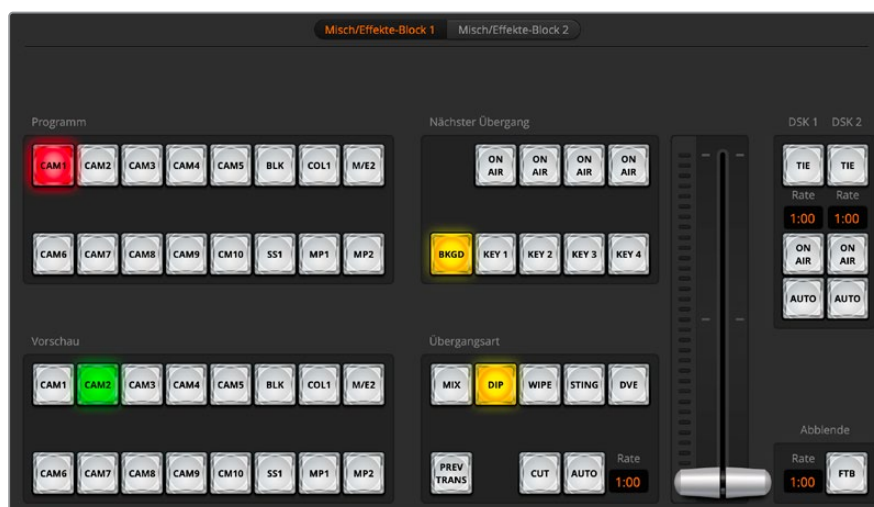 Misch/Effekte-Block 1 Misch/Effekte-Block 2
Programm
CAM1 CAM2 CAM3 CAM4 CAM5 BLK COL1 M/E2
CAM6 CAM7 CAM8 CAM9 CM10 SS1 MP1 MP2
Vorschau
CAM1 CAM2 CAM3 CAM4 CAM5 BLK COL1 M/E2
CAM6 CAM7 CAM8 CAM9 CM10 SS1 MP1 MP2
Nächster Übergang
ON AIR ON AIR ON AIR ON AIR
BKGD KEY 1 KEY 2 KEY 3 KEY 4
Übergangsart
MIX DIP WIPE STING DVE
Rate
PREV TRANS CUT AUTO 1:00
DSK 1 DSK 2
TIE TIE
Rate Rate
1:00 1:00
ON AIR ON AIR
AUTO AUTO
Abblende
Rate
1:00 FTB